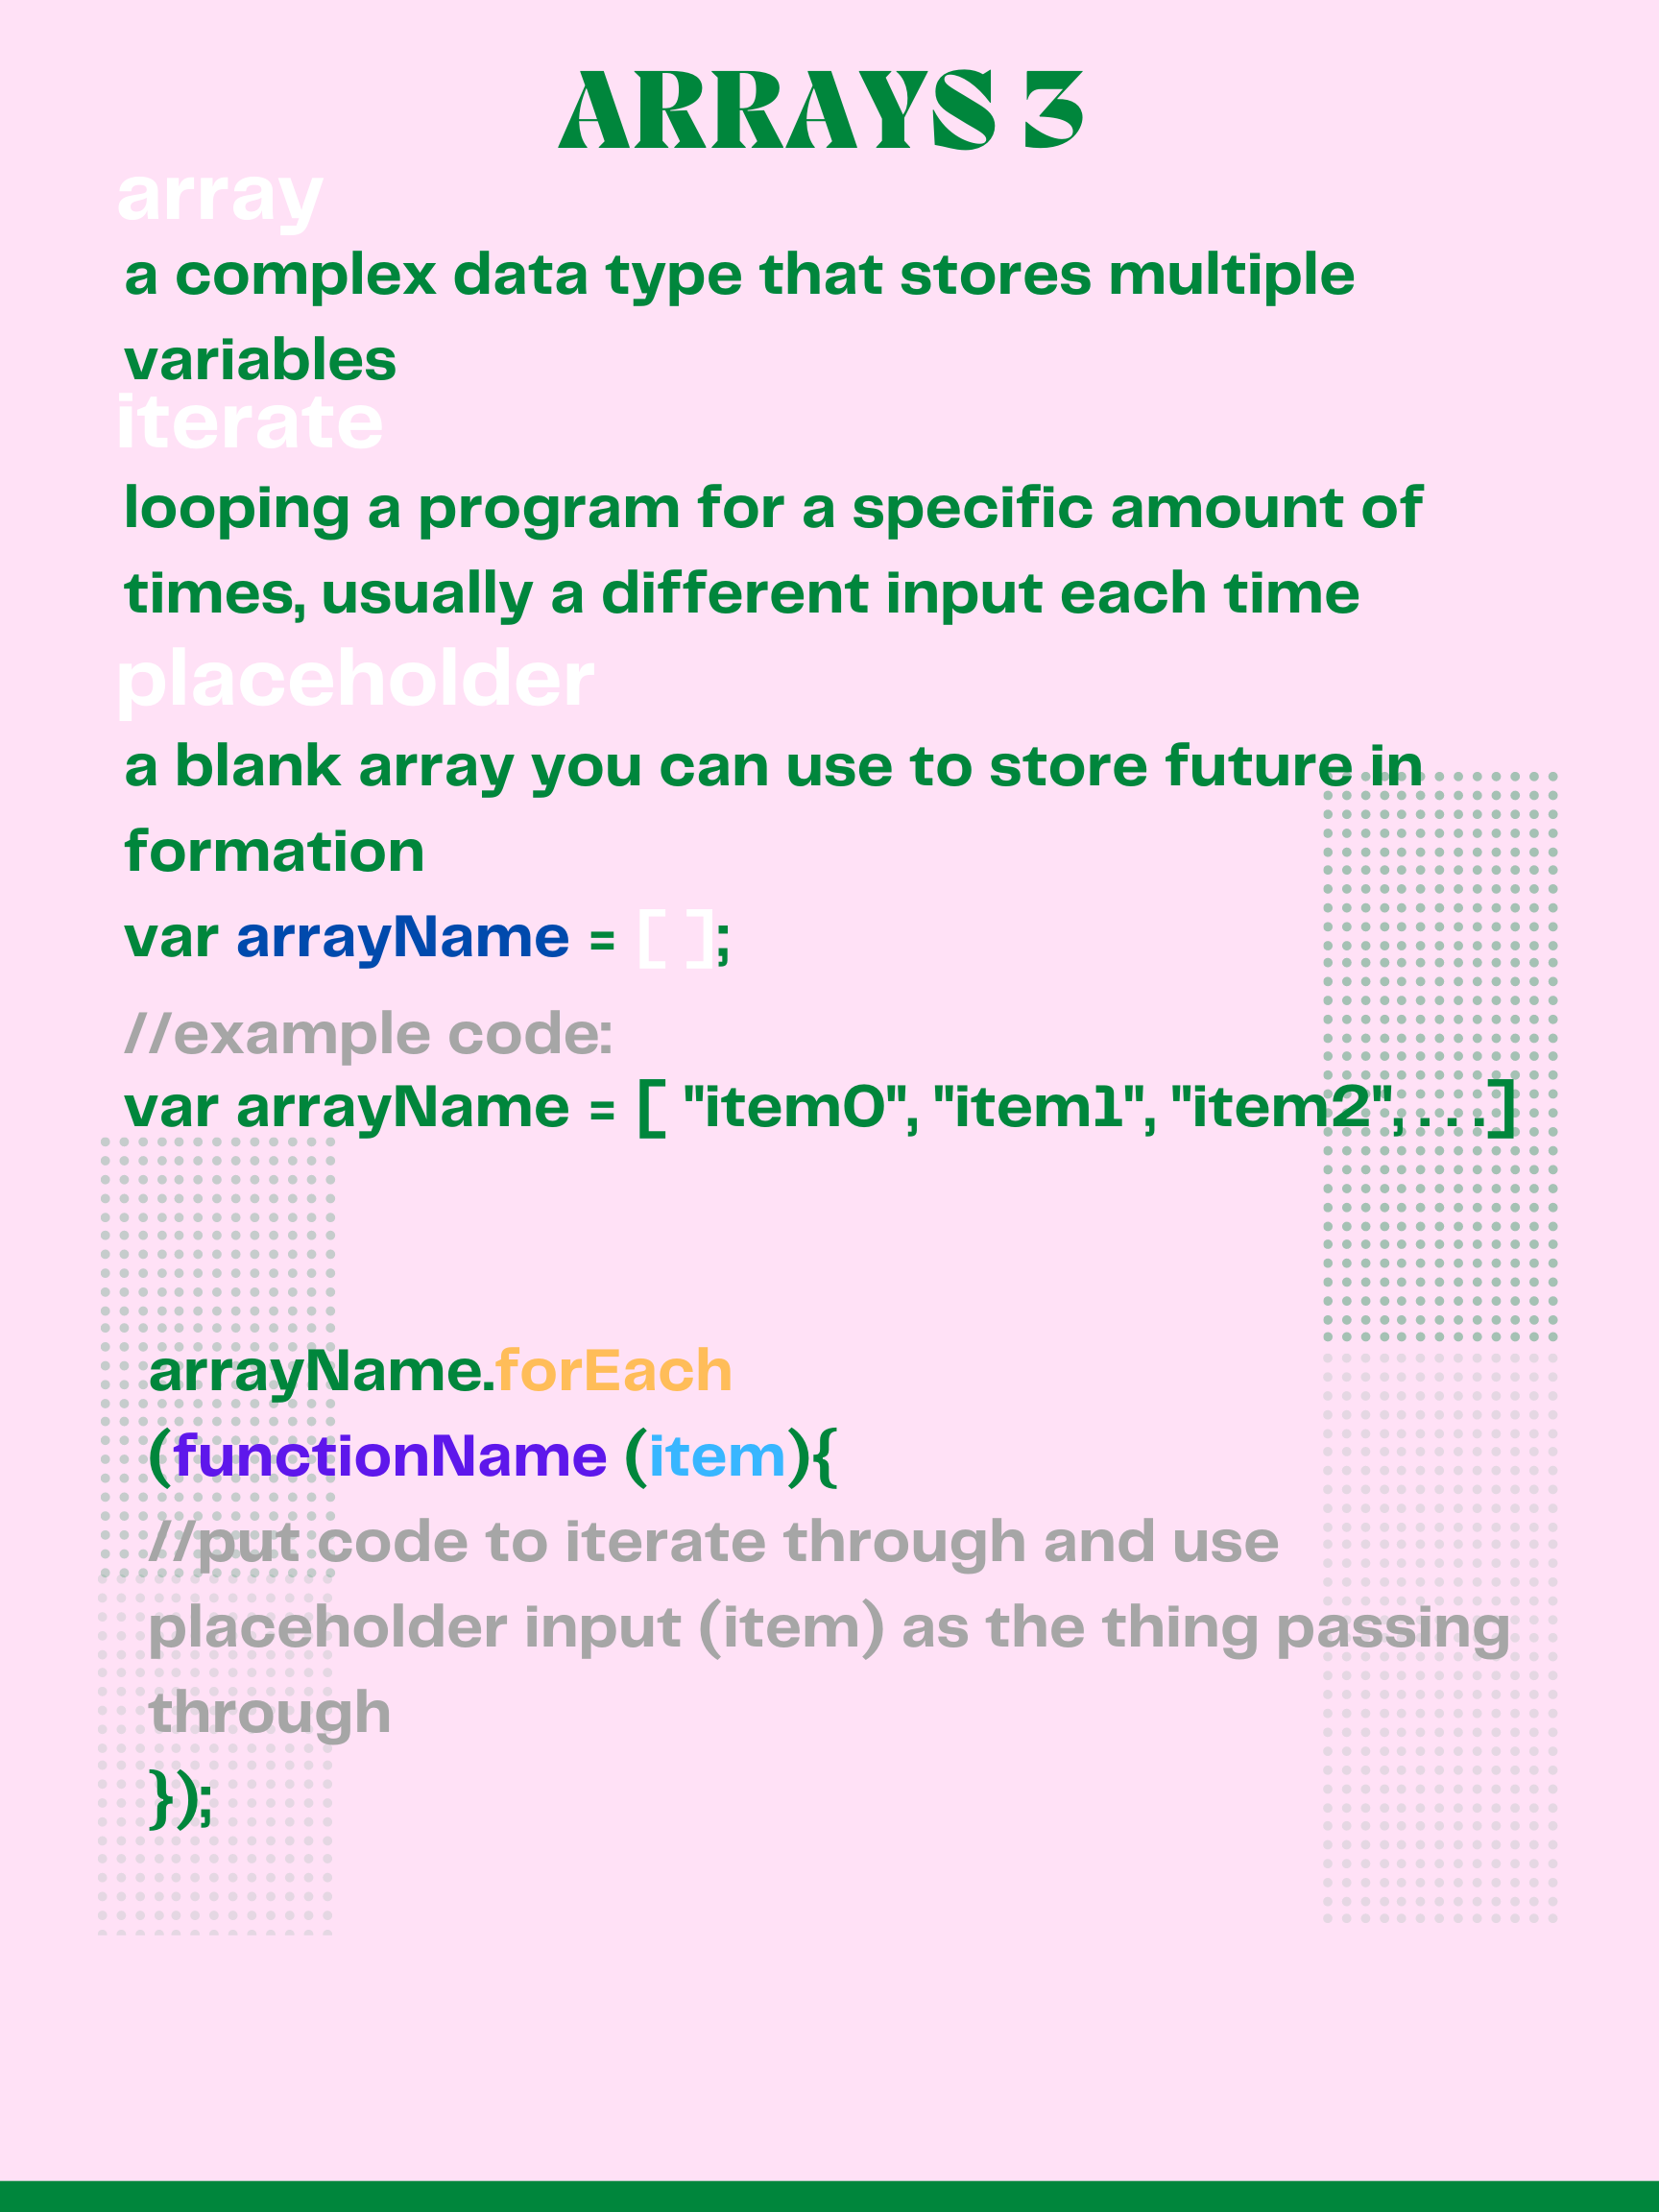 ARRAYS 3
array
a complex data type that stores multiple
variables
iterate
looping a program for a specific amount of
times, usually a different input each time
placeholder
a blank array you can use to store future in
formation
var arrayName = [ ];
//example code:
var arrayName = [ "item0", "item1", "item2", . . .]
arrayName.forEach
(functionName (item){
//put code to iterate through and use
placeholder input (item) as the thing passing
through
});